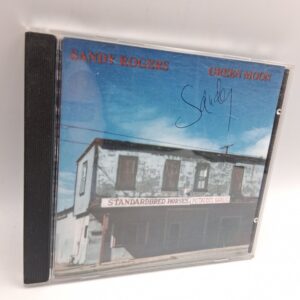 SANDY ROGERS
GREEN MOON
Sandy
STANDARDBRED HORSES